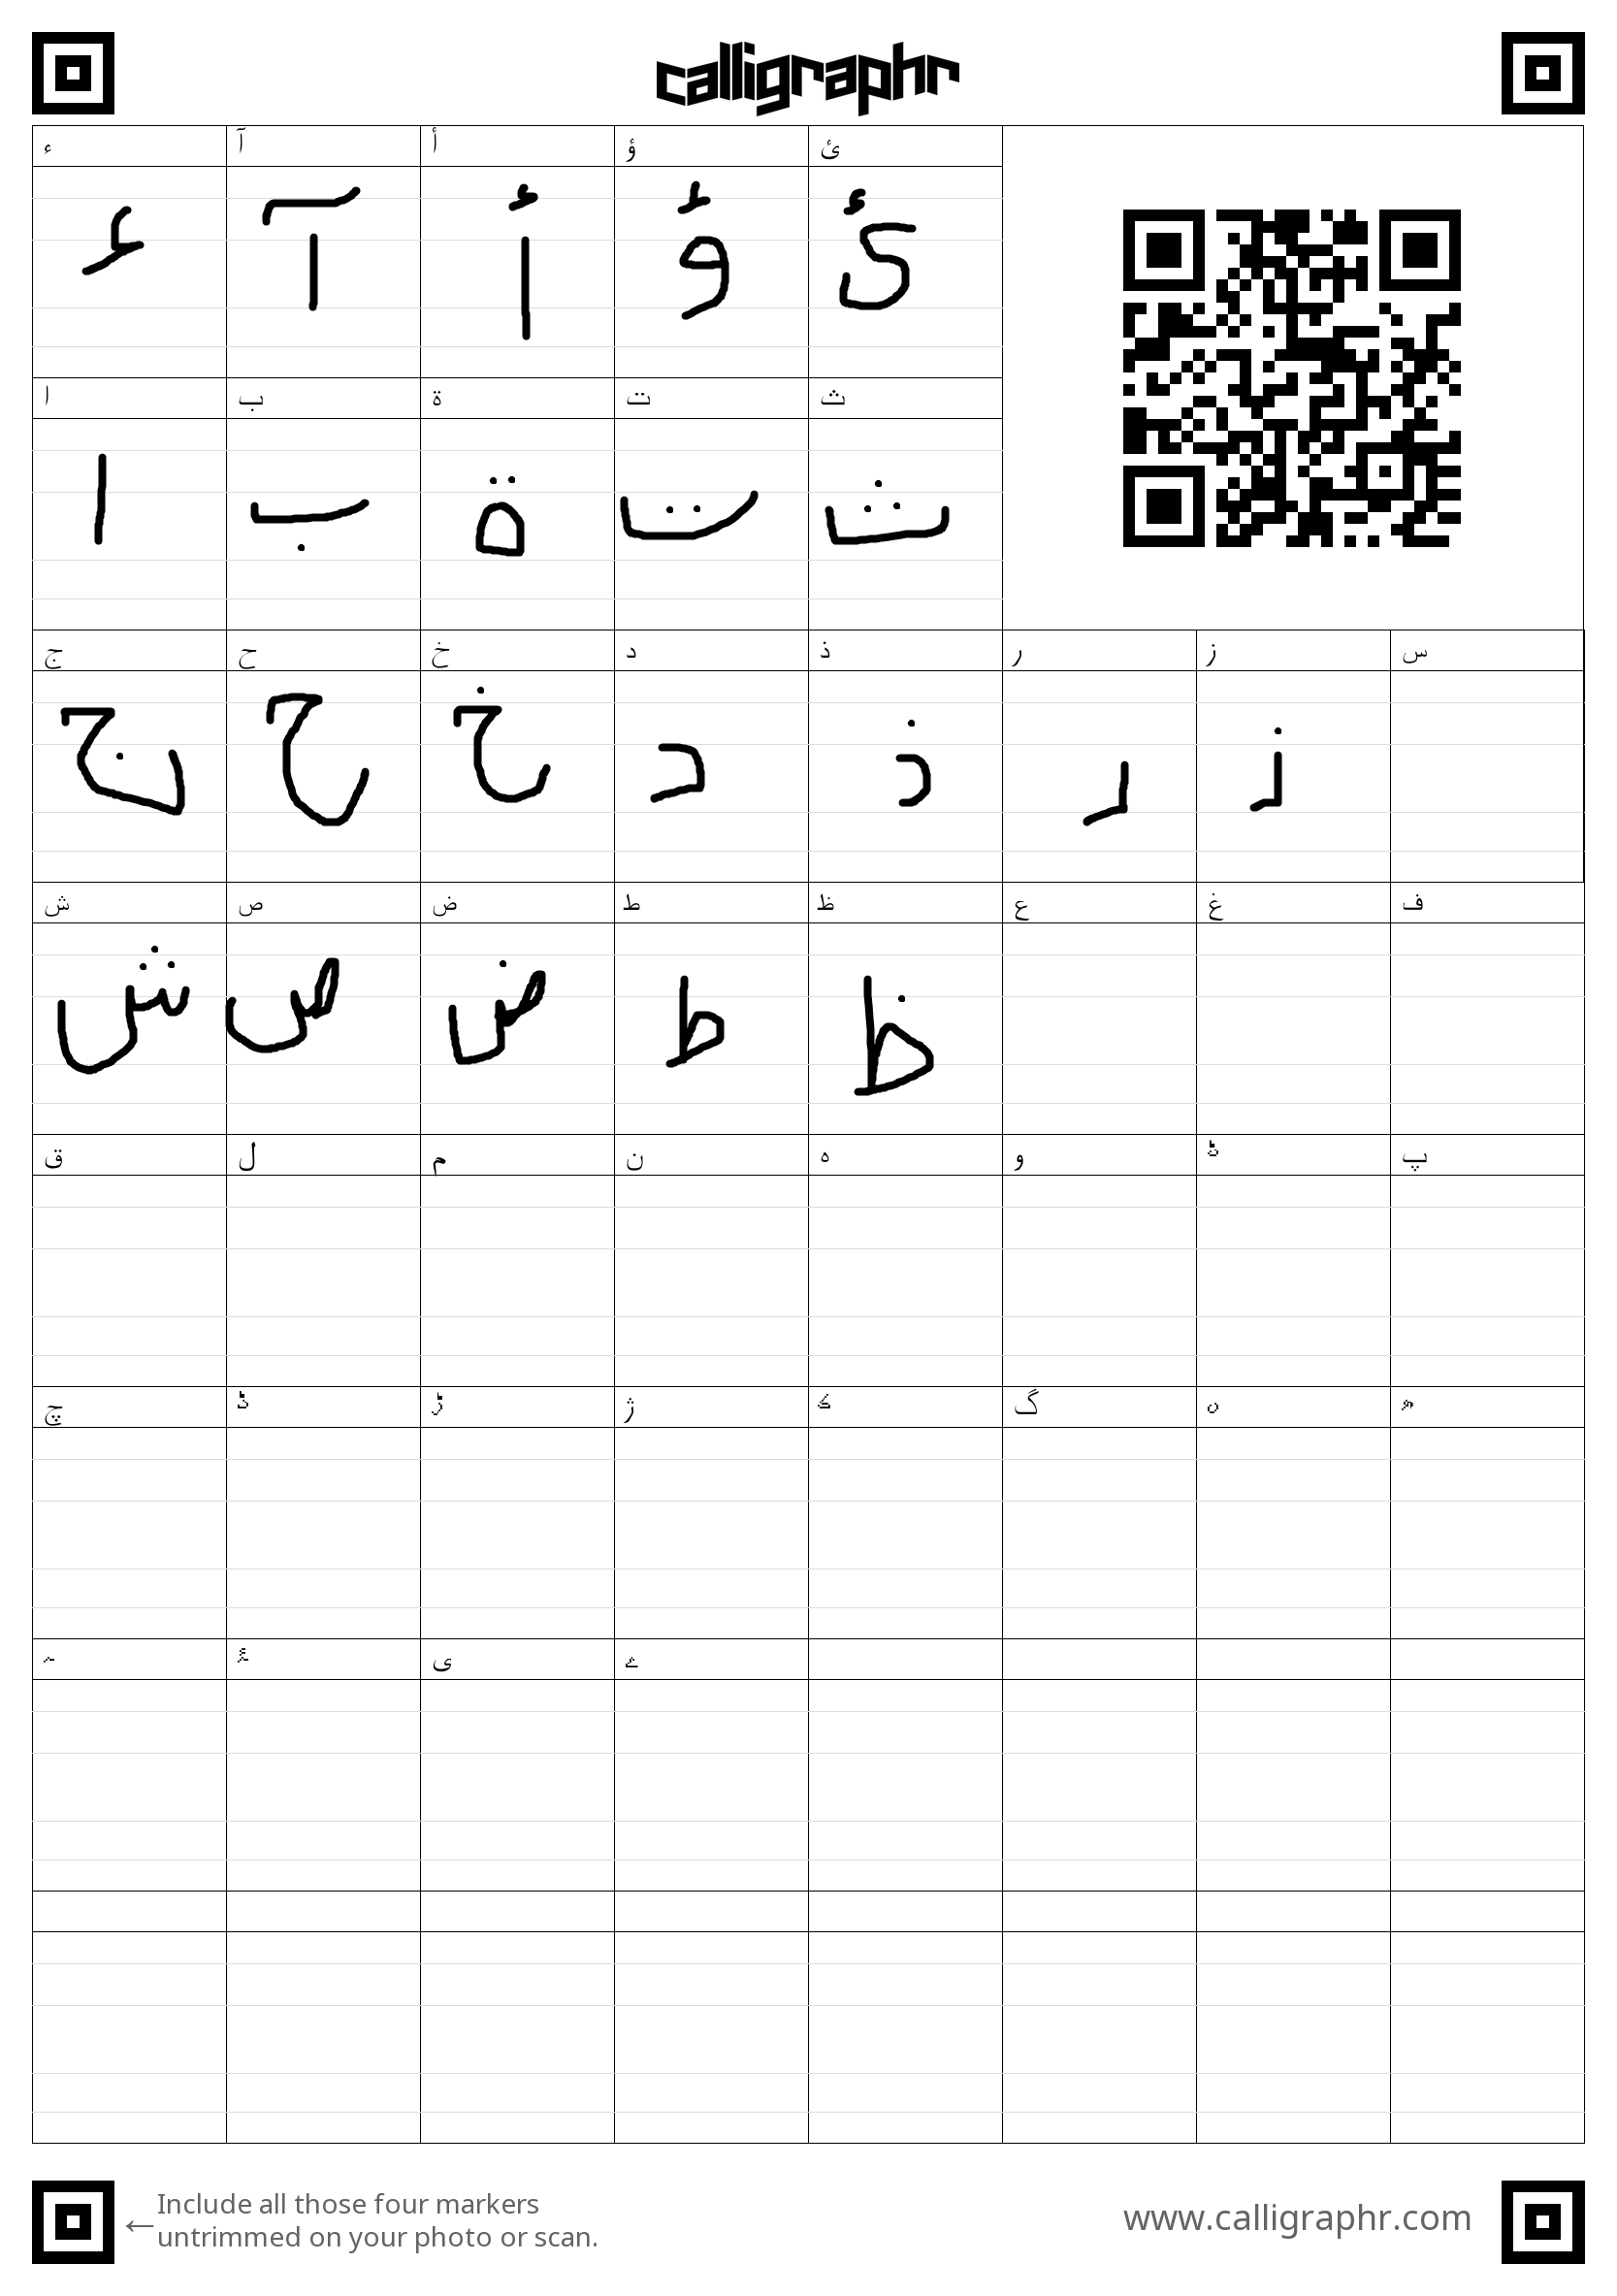 calligraphr
ء آ أ ؤ ئ
ء آ أ ؤ ئ
ا ب ة ت ث
ا ب ة ت ث
ج ح خ د ذ ر ز س
ج ح خ د ذ ر ز
ش ص ض ط ظ ع غ ف
ش ص ض ط ظ
ق ل م ن ه و ٹ پ
چ ڈ ڑ ژ ک گ ں ھ
ہ ۂ ی ے
←Include all those four markers
untrimmed on your photo or scan.
www.calligraphr.com